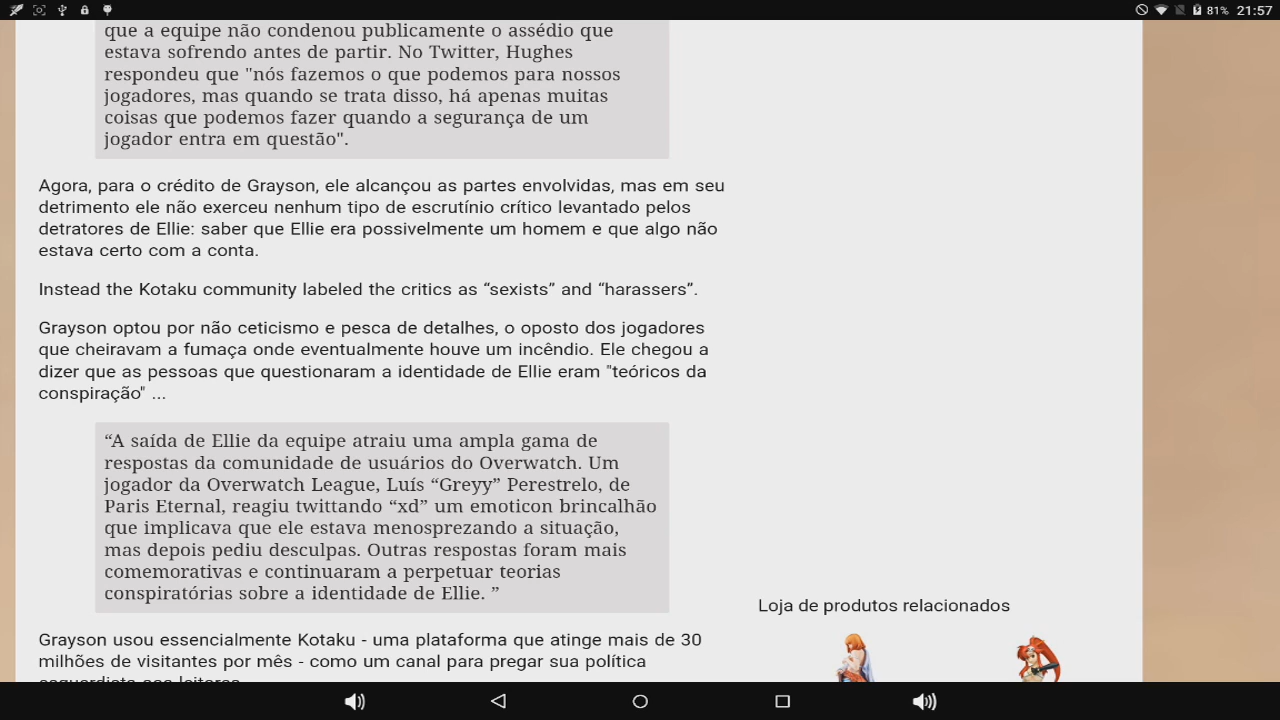 81% 21:57
que a equipe não condenou publicamente o assédio que
estava sofrendo antes de partir. No Twitter, Hughes
respondeu que "nós fazemos o que podemos para nossos
jogadores, mas quando se trata disso, há apenas muitas
coisas que podemos fazer quando a segurança de um
jogador entra em questão".
Agora, para o crédito de Grayson, ele alcançou as partes envolvidas, mas em seu
detrimento ele não exerceu nenhum tipo de escrutínio crítico levantado pelos
detratores de Ellie: saber que Ellie era possivelmente um homem e que algo não
estava certo com a conta.
Instead the Kotaku community labeled the critics as “sexists” and “harassers”.
Grayson optou por não ceticismo e pesca de detalhes, o oposto dos jogadores
que cheiravam a fumaça onde eventualmente houve um incêndio. Ele chegou a
dizer que as pessoas que questionaram a identidade de Ellie eram "teóricos da
conspiração" ...
“A saída de Ellie da equipe atraiu uma ampla gama de
respostas da comunidade de usuários do Overwatch. Um
jogador da Overwatch League, Luís “Greyy” Perestrelo, de
Paris Eternal, reagiu twittando “xd” um emoticon brincalhão
que implicava que ele estava menosprezando a situação,
mas depois pediu desculpas. Outras respostas foram mais
comemorativas e continuaram a perpetuar teorias
conspiratórias sobre a identidade de Ellie. ”
Loja de produtos relacionados
Grayson usou essencialmente Kotaku - uma plataforma que atinge mais de 30
milhões de visitantes por mês - como um canal para pregar sua política